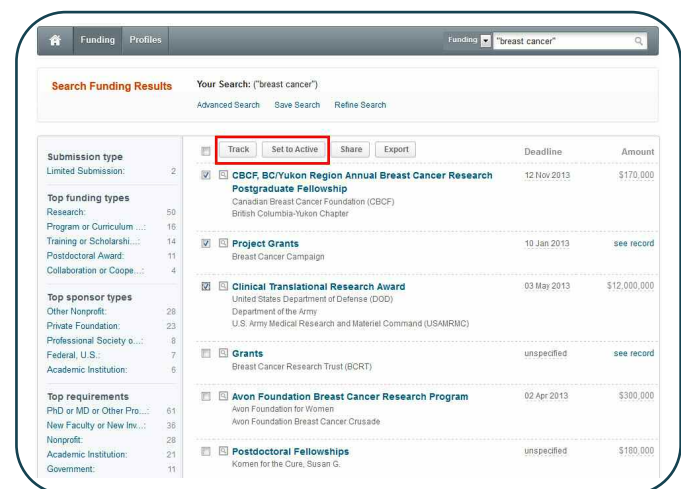 Funding Profiles
Funding "breast cancer"
Search Funding Results
Your Search: ("breast cancer")
Advanced Search Save Search Refine Search
Submission type
Limited Submission: 2
Top funding types
Research: 50
Program or Curriculum ...: 16
Training or Scholarshi...: 14
Postdoctoral Award: 11
Collaboration or Coope...: 4
Top sponsor types
Other Nonprofit: 28
Private Foundation: 23
Professional Society o...: 8
Federal, U.S.: 7
Academic Institution: 6
Top requirements
PhD or MD or Other Pro...: 61
New Faculty or New Inv...: 36
Nonprofit: 28
Academic Institution: 21
Government: 11
Track Set to Active Share Export Deadline Amount
CBCF, BC/Yukon Region Annual Breast Cancer Research 12 Nov 2013 $170,000
Postgraduate Fellowship
Canadian Breast Cancer Foundation (CBCF)
British Columbia-Yukon Chapter
Project Grants 10 Jan 2013 see record
Breast Cancer Campaign
Clinical Translational Research Award 03 May 2013 $12,000,000
United States Department of Defense (DOD)
Department of the Army
U.S. Army Medical Research and Materiel Command (USAMRMC)
Grants unspecified see record
Breast Cancer Research Trust (BCRT)
Avon Foundation Breast Cancer Research Program 02 Apr 2013 $300,000
Avon Foundation for Women
Avon Foundation Breast Cancer Crusade
Postdoctoral Fellowships unspecified $180,000
Komen for the Cure, Susan G.